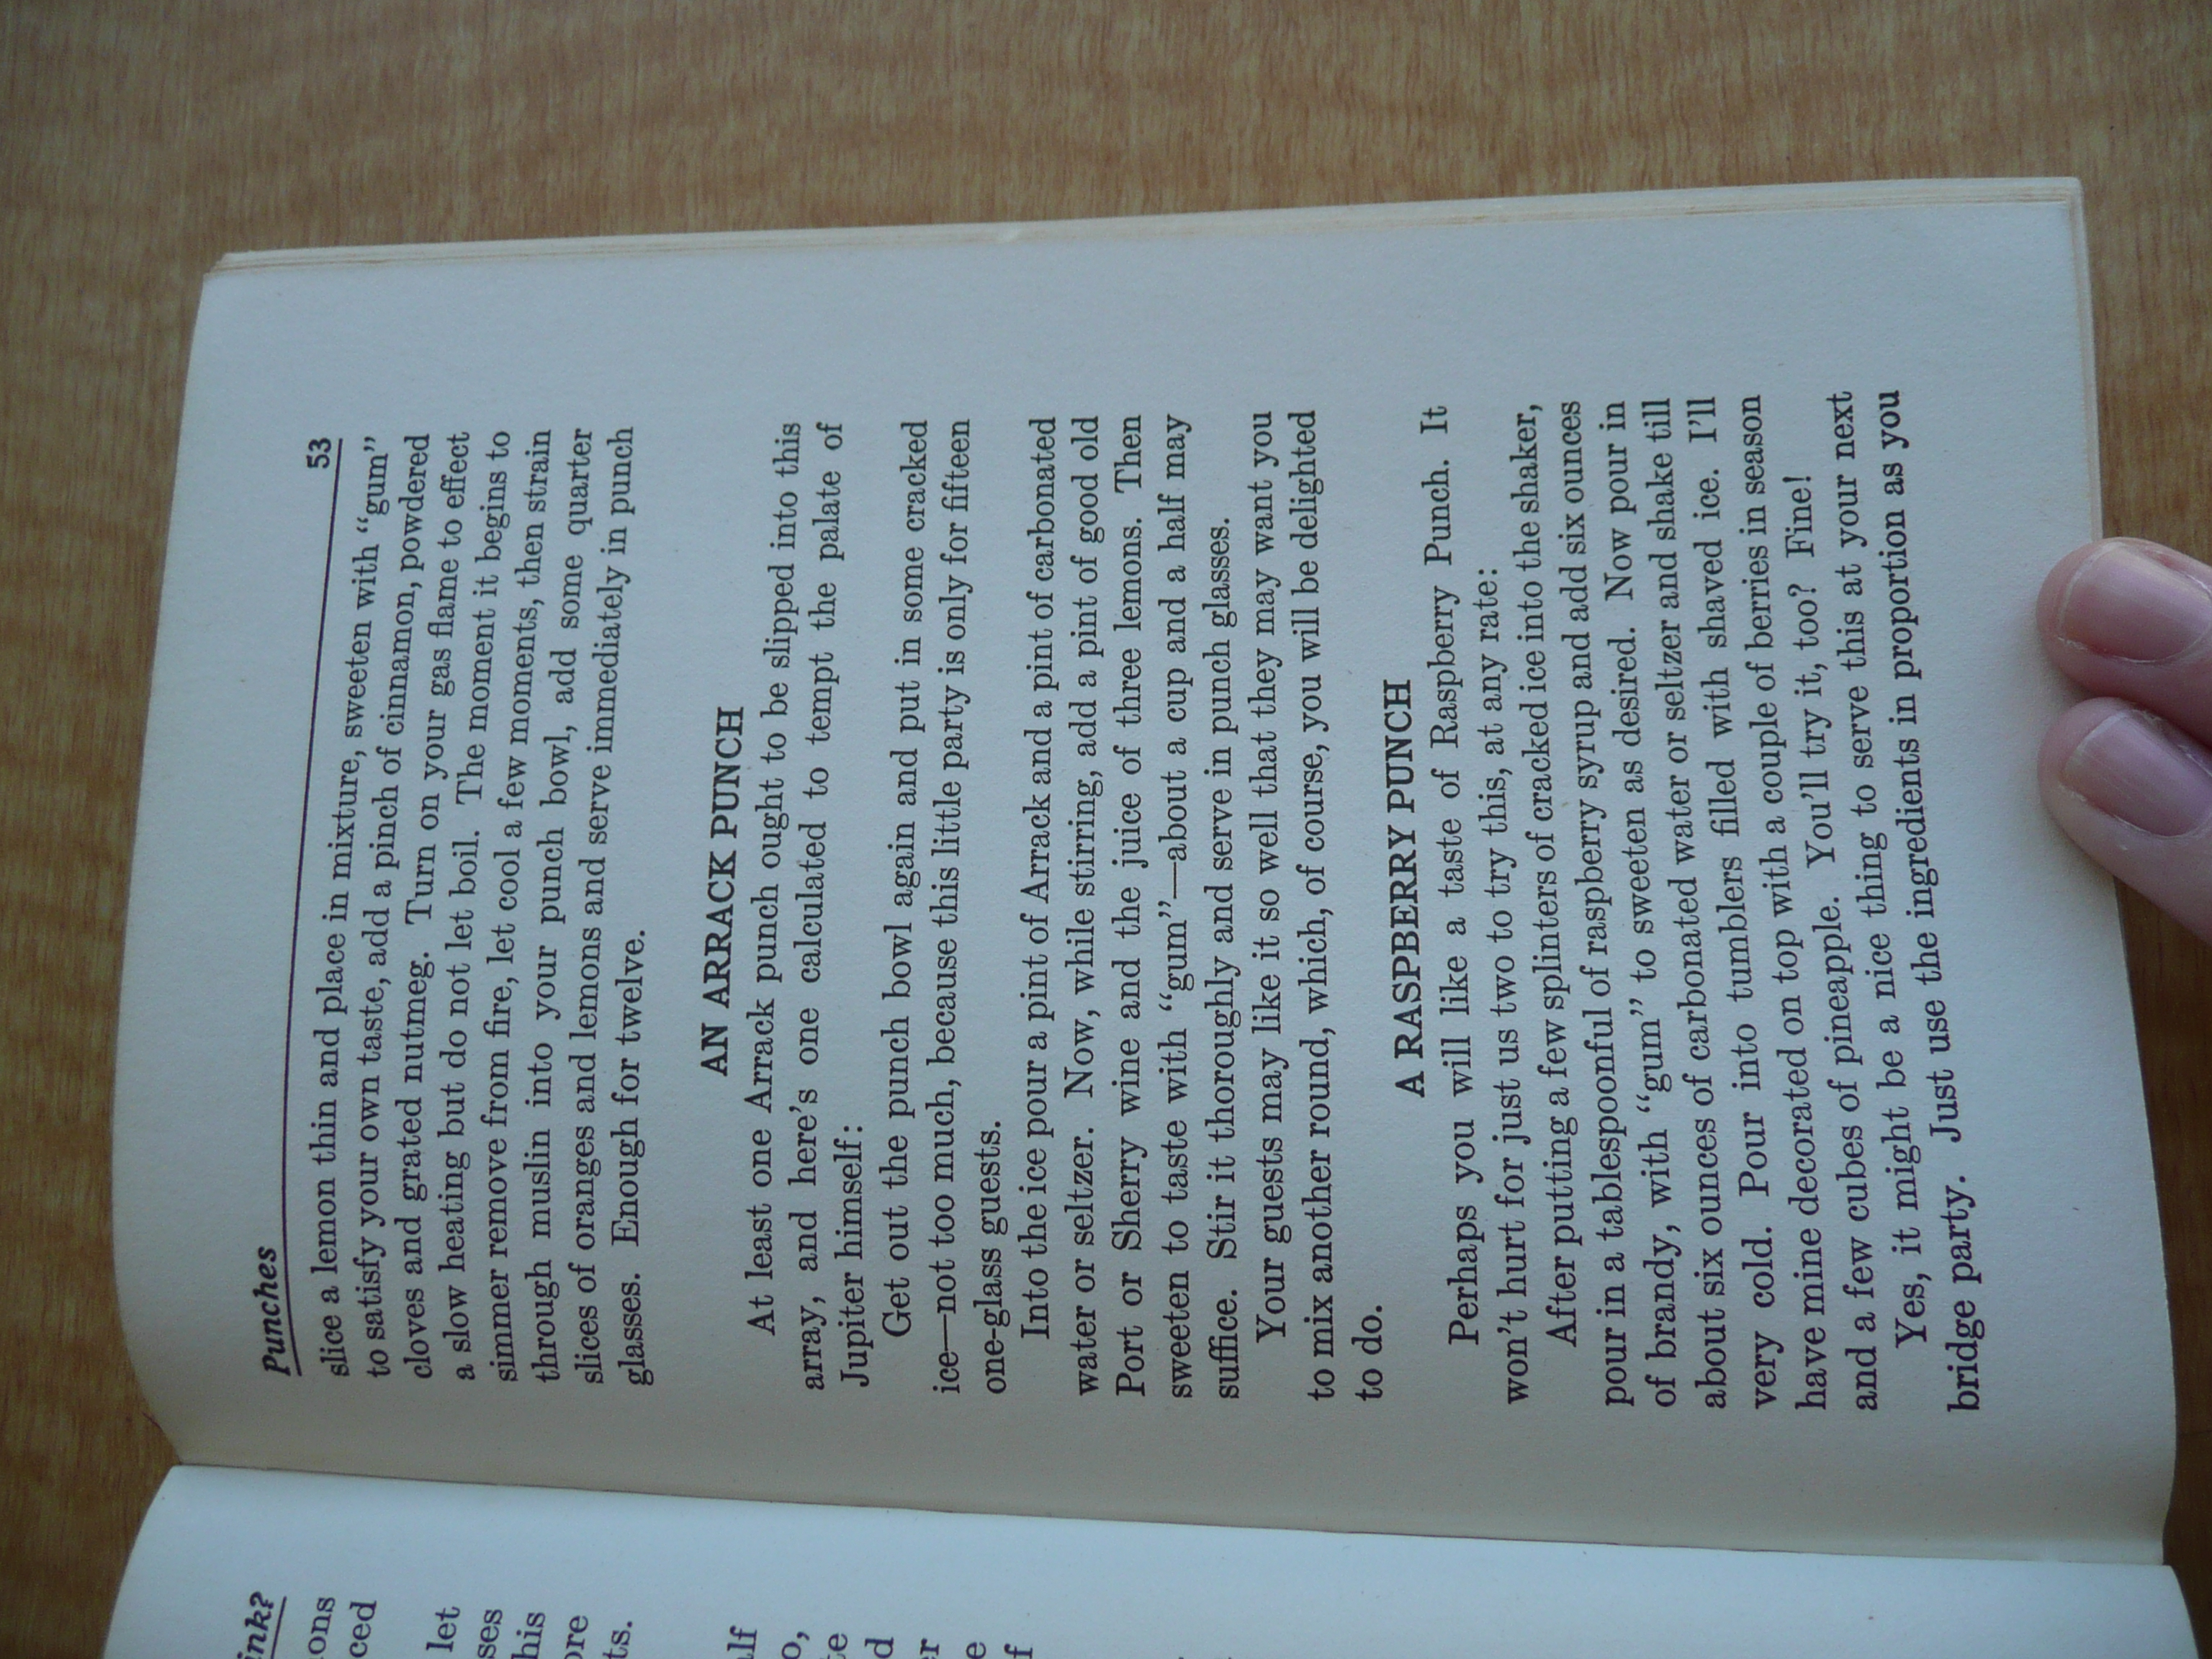 Punches 53
slice a lemon thin and place in mixture, sweeten with "gum"
to satisfy your own taste, add a pinch of cinnamon, powdered
cloves and grated nutmeg. Turn on your gas flame to effect
a slow heating but do not let boil. The moment it begins to
simmer remove from fire, let cool a few moments, then strain
through muslin into your punch bowl, add some quarter
slices of oranges and lemons and serve immediately in punch
glasses. Enough for twelve.
AN ARRACK PUNCH
At least one Arrack punch ought to be slipped into this
array, and here's one calculated to tempt the palate of
Jupiter himself:
Get out the punch bowl again and put in some cracked
ice—not too much, because this little party is only for fifteen
one-glass guests.
Into the ice pour a pint of Arrack and a pint of carbonated
water or seltzer. Now, while stirring, add a pint of good old
Port or Sherry wine and the juice of three lemons. Then
sweeten to taste with "gum"—about a cup and a half may
suffice. Stir it thoroughly and serve in punch glasses.
Your guests may like it so well that they may want you
to mix another round, which, of course, you will be delighted
to do.
A RASPBERRY PUNCH
Perhaps you will like a taste of Raspberry Punch. It
won't hurt for just us two to try this, at any rate:
After putting a few splinters of cracked ice into the shaker,
pour in a tablespoonful of raspberry syrup and add six ounces
of brandy, with "gum" to sweeten as desired. Now pour in
about six ounces of carbonated water or seltzer and shake till
very cold. Pour into tumblers filled with shaved ice. I'll
have mine decorated on top with a couple of berries in season
and a few cubes of pineapple. You'll try it, too? Fine!
Yes, it might be a nice thing to serve this at your next
bridge party. Just use the ingredients in proportion as you
ink?
ons
ced
let
ses
his
ore
ts.
alf
o,
te
d
er
e
f